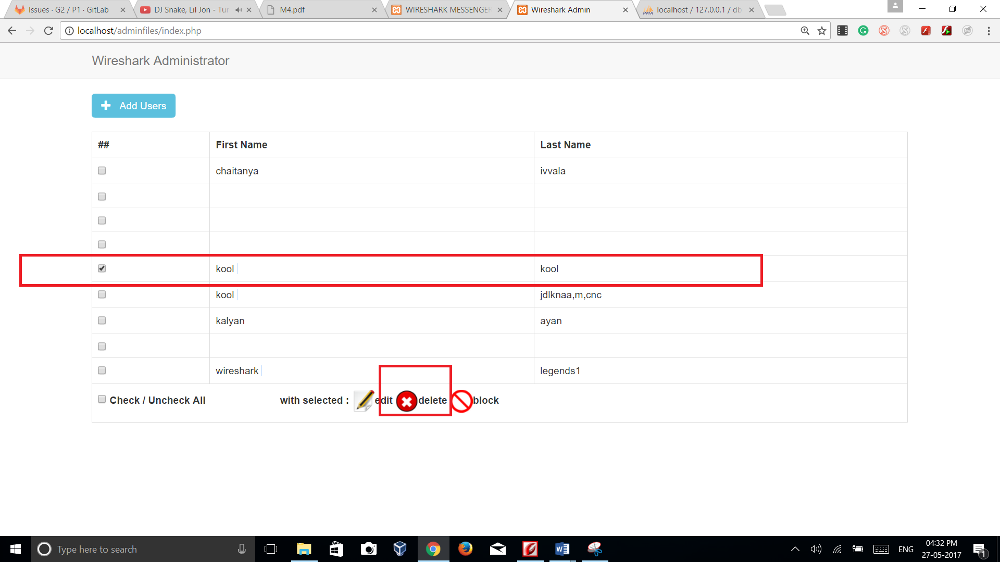 Issues · G2 / P1 · GitLab
DJ Snake, Lil Jon - Tur
M4.pdf
WIRESHARK MESSENGER
Wireshark Admin
localhost / 127.0.0.1 / db
localhost/adminfiles/index.php
Wireshark Administrator
Add Users
## First Name Last Name
chaitanya ivvala
kool kool
kool jdlknaa,m,cnc
kalyan ayan
wireshark legends1
Check / Uncheck All with selected : edit delete block
Type here to search
ENG
04:32 PM
27-05-2017
1